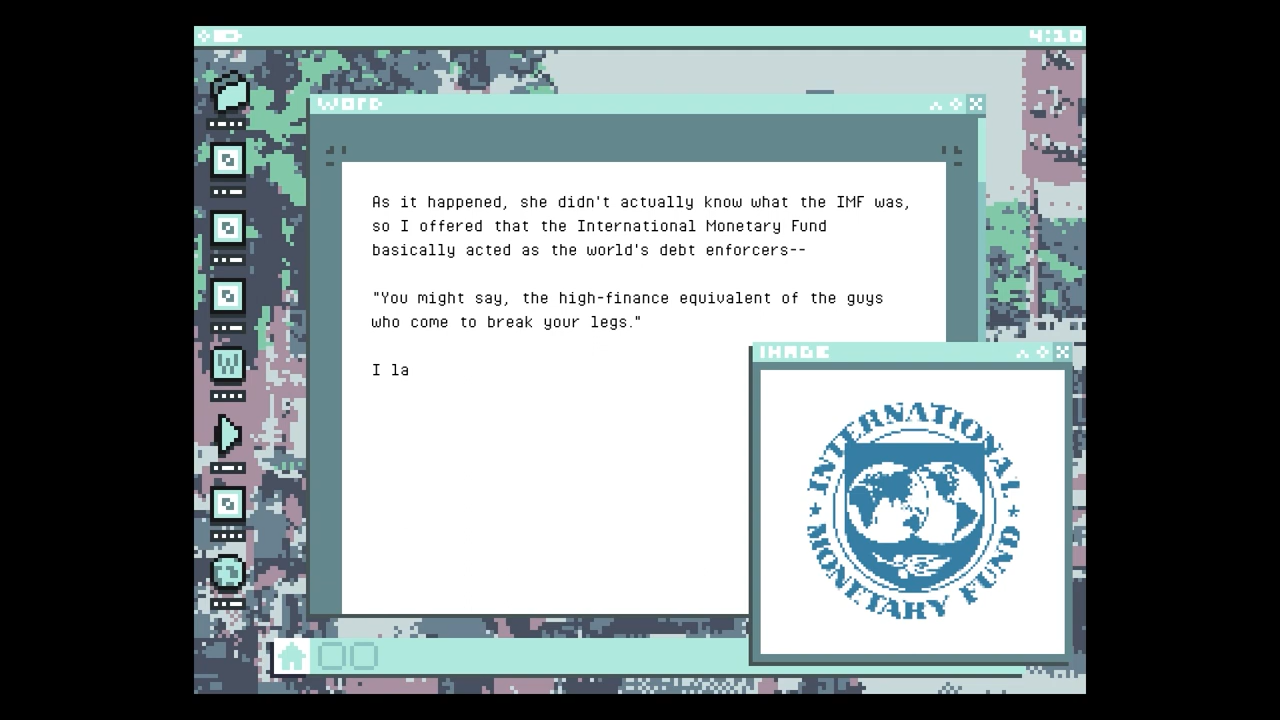 4:10
WORD
As it happened, she didn't actually know what the IMF was,
so I offered that the International Monetary Fund
basically acted as the world's debt enforcers--
"You might say, the high-finance equivalent of the guys
who come to break your legs."
I la
IMAGE
INTERNATIONAL
MONETARY FUND
W